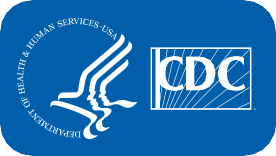 DEPARTMENT OF HEALTH & HUMAN SERVICES·USA
CDC